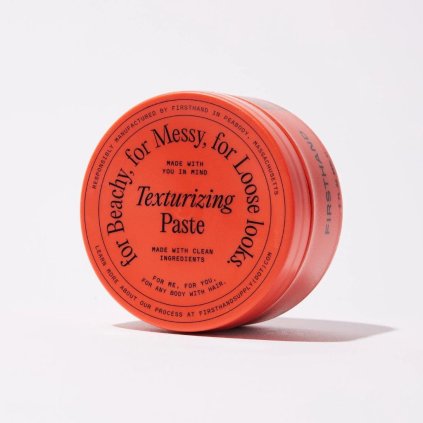 RESPONSIBLY MANUFACTURED BY FIRSTHAND IN PEABODY, MASSACHUSETTS
for Beachy, for Messy, for Loose looks.
MADE WITH
YOU IN MIND
Texturizing
Paste
MADE WITH CLEAN
INGREDIENTS
FOR ME, FOR YOU,
FOR ANY BODY WITH HAIR.
LEARN MORE ABOUT OUR PROCESS AT FIRSTHANDSUPPLY(DOT)COM
FIRSTHAND